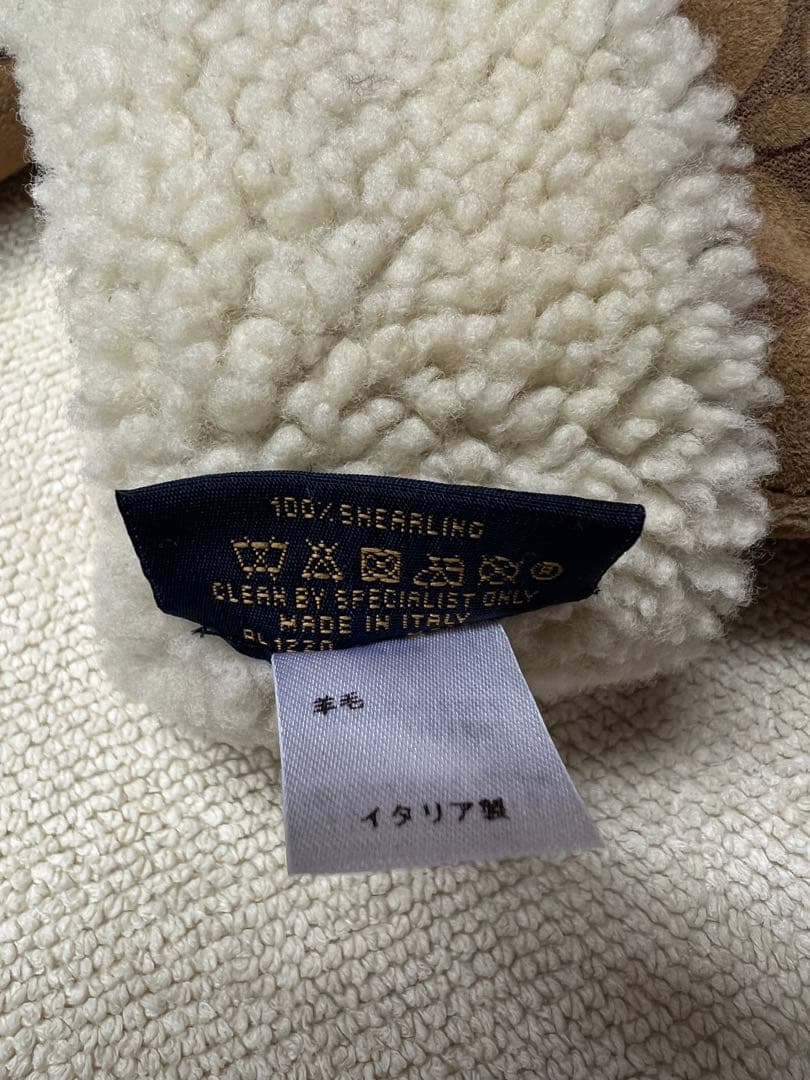 100% SHEARLING
CLEAN BY SPECIALIST ONLY
MADE IN ITALY
羊毛
イタリア製